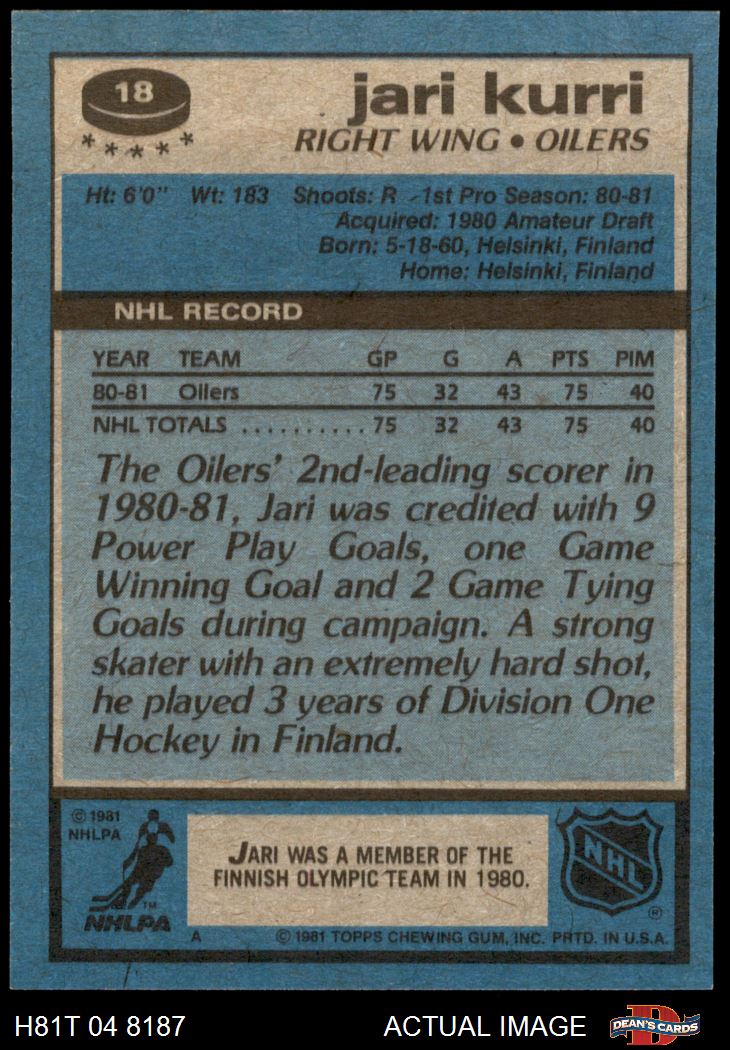 18
jari kurri
RIGHT WING • OILERS
Ht: 6'0" Wt: 183 Shoots: R 1st Pro Season: 80-81
Acquired: 1980 Amateur Draft
Born: 5-18-60, Helsinki, Finland
Home: Helsinki, Finland
NHL RECORD
YEAR TEAM GP G A PTS PIM
80-81 Oilers 75 32 43 75 40
NHL TOTALS .......... 75 32 43 75 40
The Oilers' 2nd-leading scorer in
1980-81, Jari was credited with 9
Power Play Goals, one Game
Winning Goal and 2 Game Tying
Goals during campaign. A strong
skater with an extremely hard shot,
he played 3 years of Division One
Hockey in Finland.
© 1981
NHLPA
TM
NHLPA
JARI WAS A MEMBER OF THE
FINNISH OLYMPIC TEAM IN 1980.
NHL
®
A © 1981 TOPPS CHEWING GUM, INC. PRTD. IN U.S.A.
H81T 04 8187 ACTUAL IMAGE
D
DEAN'S CARDS